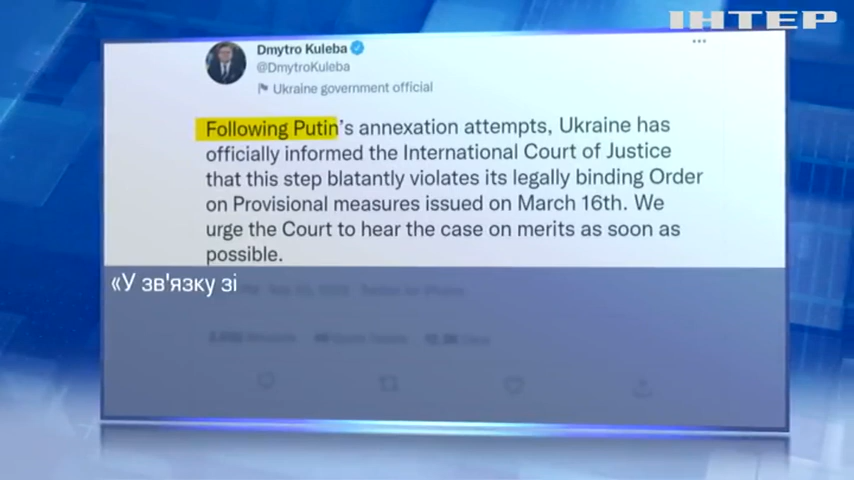 ІНТЕР
Dmytro Kuleba
@DmytroKuleba
Ukraine government official
Following Putin's annexation attempts, Ukraine has
officially informed the International Court of Justice
that this step blatantly violates its legally binding Order
on Provisional measures issued on March 16th. We
urge the Court to hear the case on merits as soon as
possible.
«У зв'язку зі